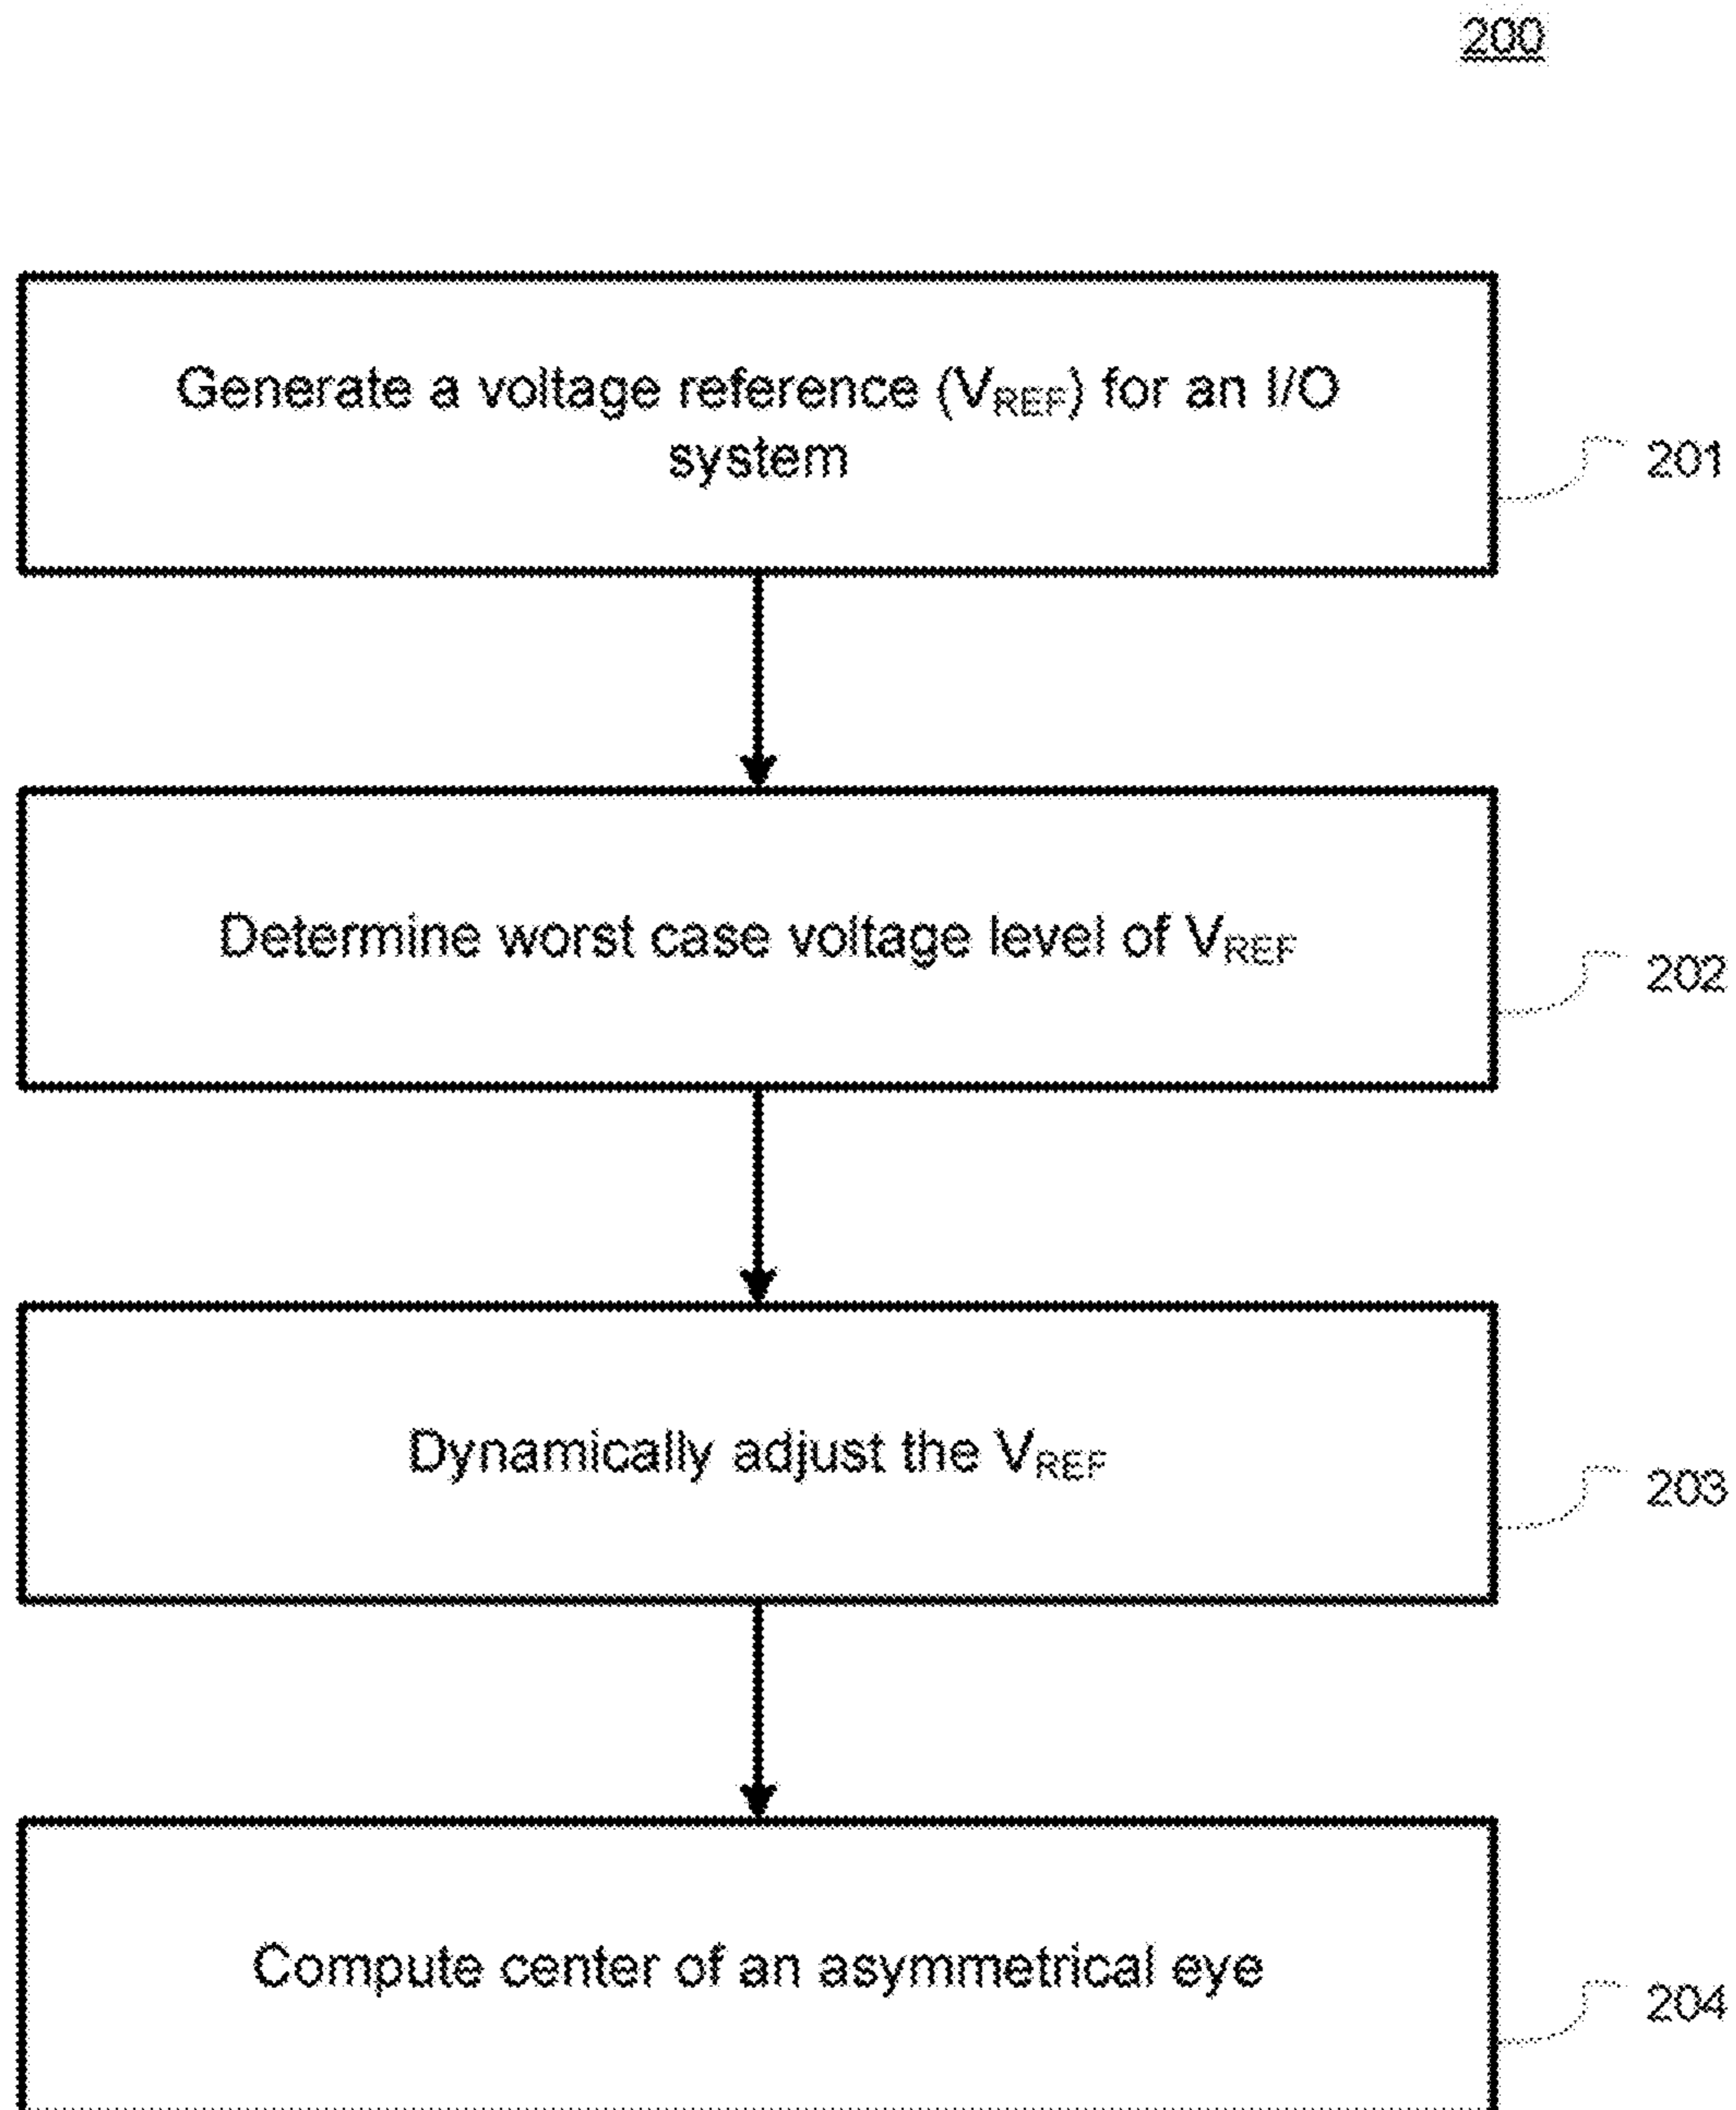 200
Generate a voltage reference (VREF) for an I/O
system
201
Determine worst case voltage level of VREF
202
Dynamically adjust the VREF
203
Compute center of an asymmetrical eye
204